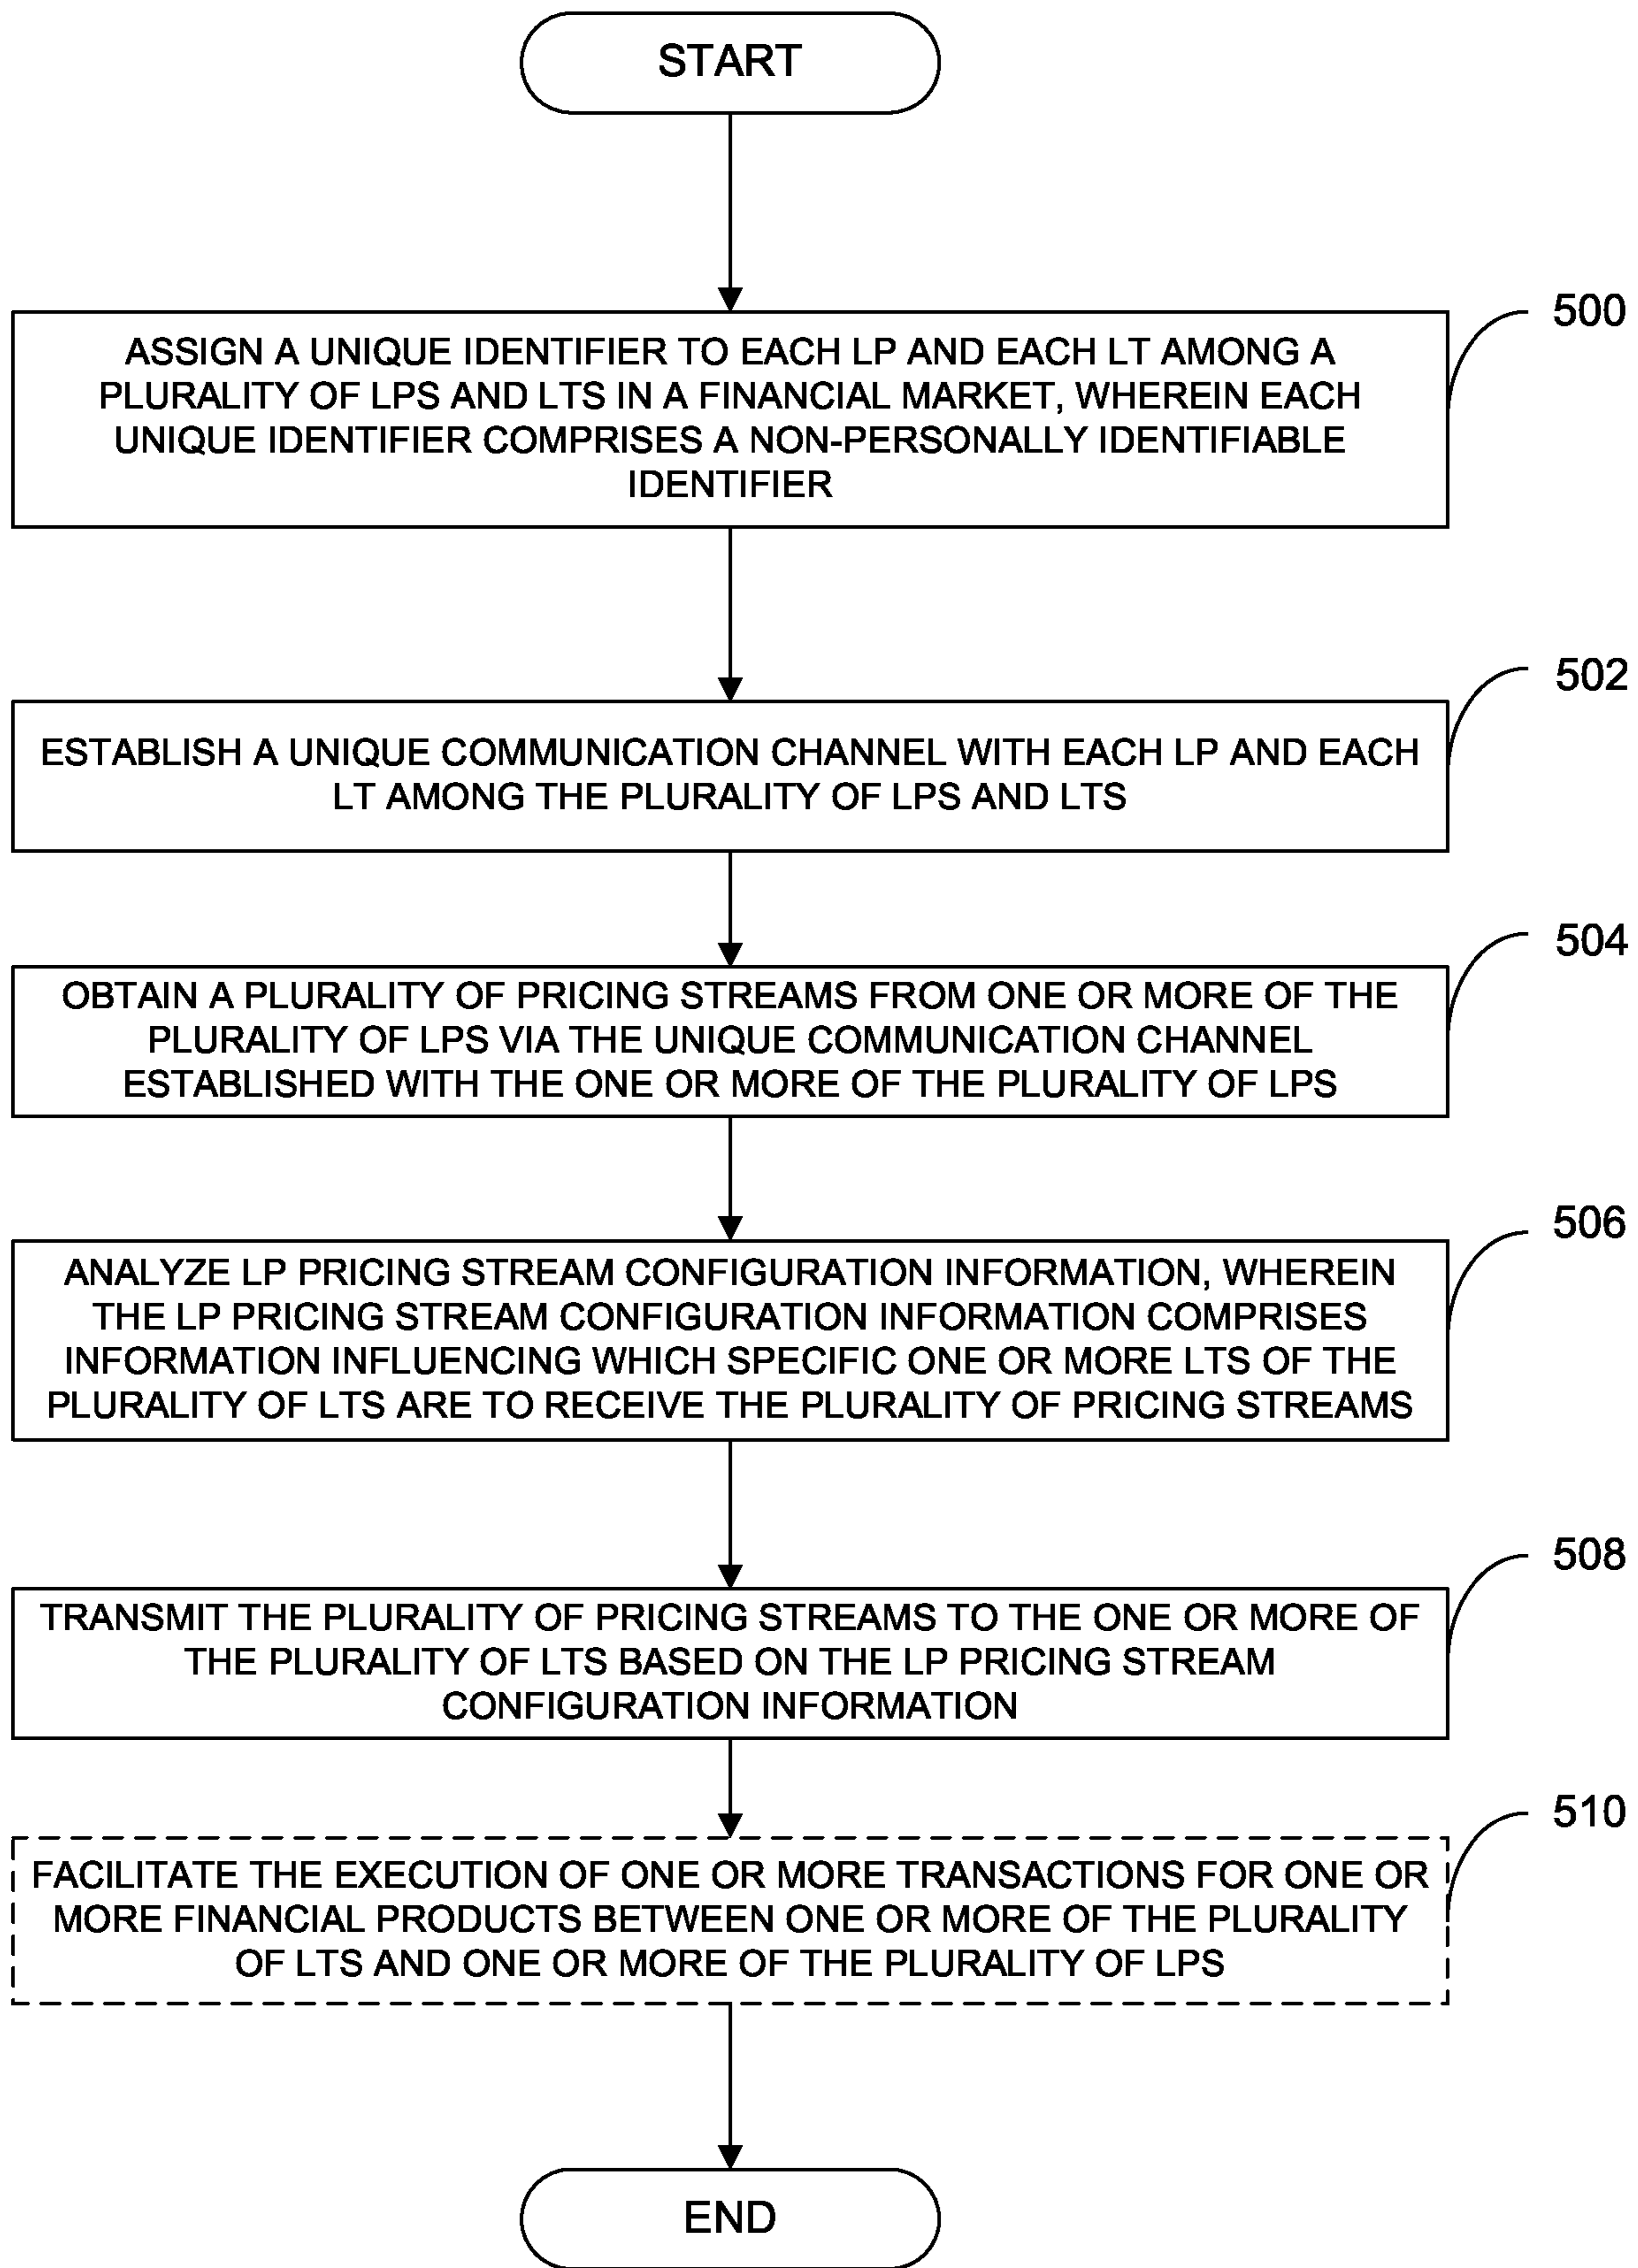 START
500
ASSIGN A UNIQUE IDENTIFIER TO EACH LP AND EACH LT AMONG A
PLURALITY OF LPS AND LTS IN A FINANCIAL MARKET, WHEREIN EACH
UNIQUE IDENTIFIER COMPRISES A NON-PERSONALLY IDENTIFIABLE
IDENTIFIER
502
ESTABLISH A UNIQUE COMMUNICATION CHANNEL WITH EACH LP AND EACH
LT AMONG THE PLURALITY OF LPS AND LTS
504
OBTAIN A PLURALITY OF PRICING STREAMS FROM ONE OR MORE OF THE
PLURALITY OF LPS VIA THE UNIQUE COMMUNICATION CHANNEL
ESTABLISHED WITH THE ONE OR MORE OF THE PLURALITY OF LPS
506
ANALYZE LP PRICING STREAM CONFIGURATION INFORMATION, WHEREIN
THE LP PRICING STREAM CONFIGURATION INFORMATION COMPRISES
INFORMATION INFLUENCING WHICH SPECIFIC ONE OR MORE LTS OF THE
PLURALITY OF LTS ARE TO RECEIVE THE PLURALITY OF PRICING STREAMS
508
TRANSMIT THE PLURALITY OF PRICING STREAMS TO THE ONE OR MORE OF
THE PLURALITY OF LTS BASED ON THE LP PRICING STREAM
CONFIGURATION INFORMATION
510
FACILITATE THE EXECUTION OF ONE OR MORE TRANSACTIONS FOR ONE OR
MORE FINANCIAL PRODUCTS BETWEEN ONE OR MORE OF THE PLURALITY
OF LTS AND ONE OR MORE OF THE PLURALITY OF LPS
END